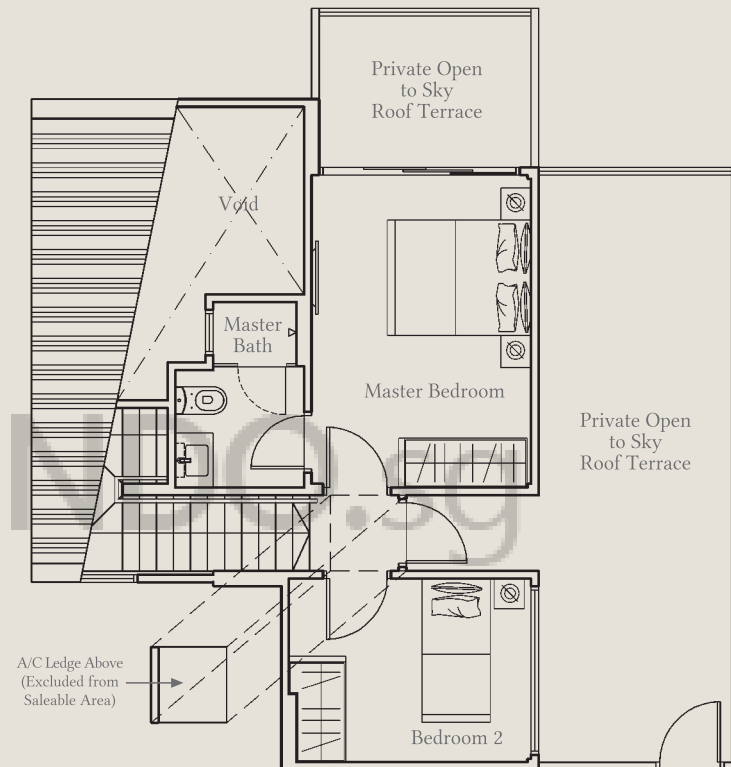 Private Open
to Sky
Roof Terrace
Void
Master
Bath
Master Bedroom
Private Open
to Sky
Roof Terrace
NDO.sg
A/C Ledge Above
(Excluded from
Saleable Area)
Bedroom 2